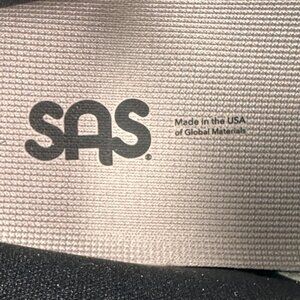 SAS®
Made in the USA
of Global Materials